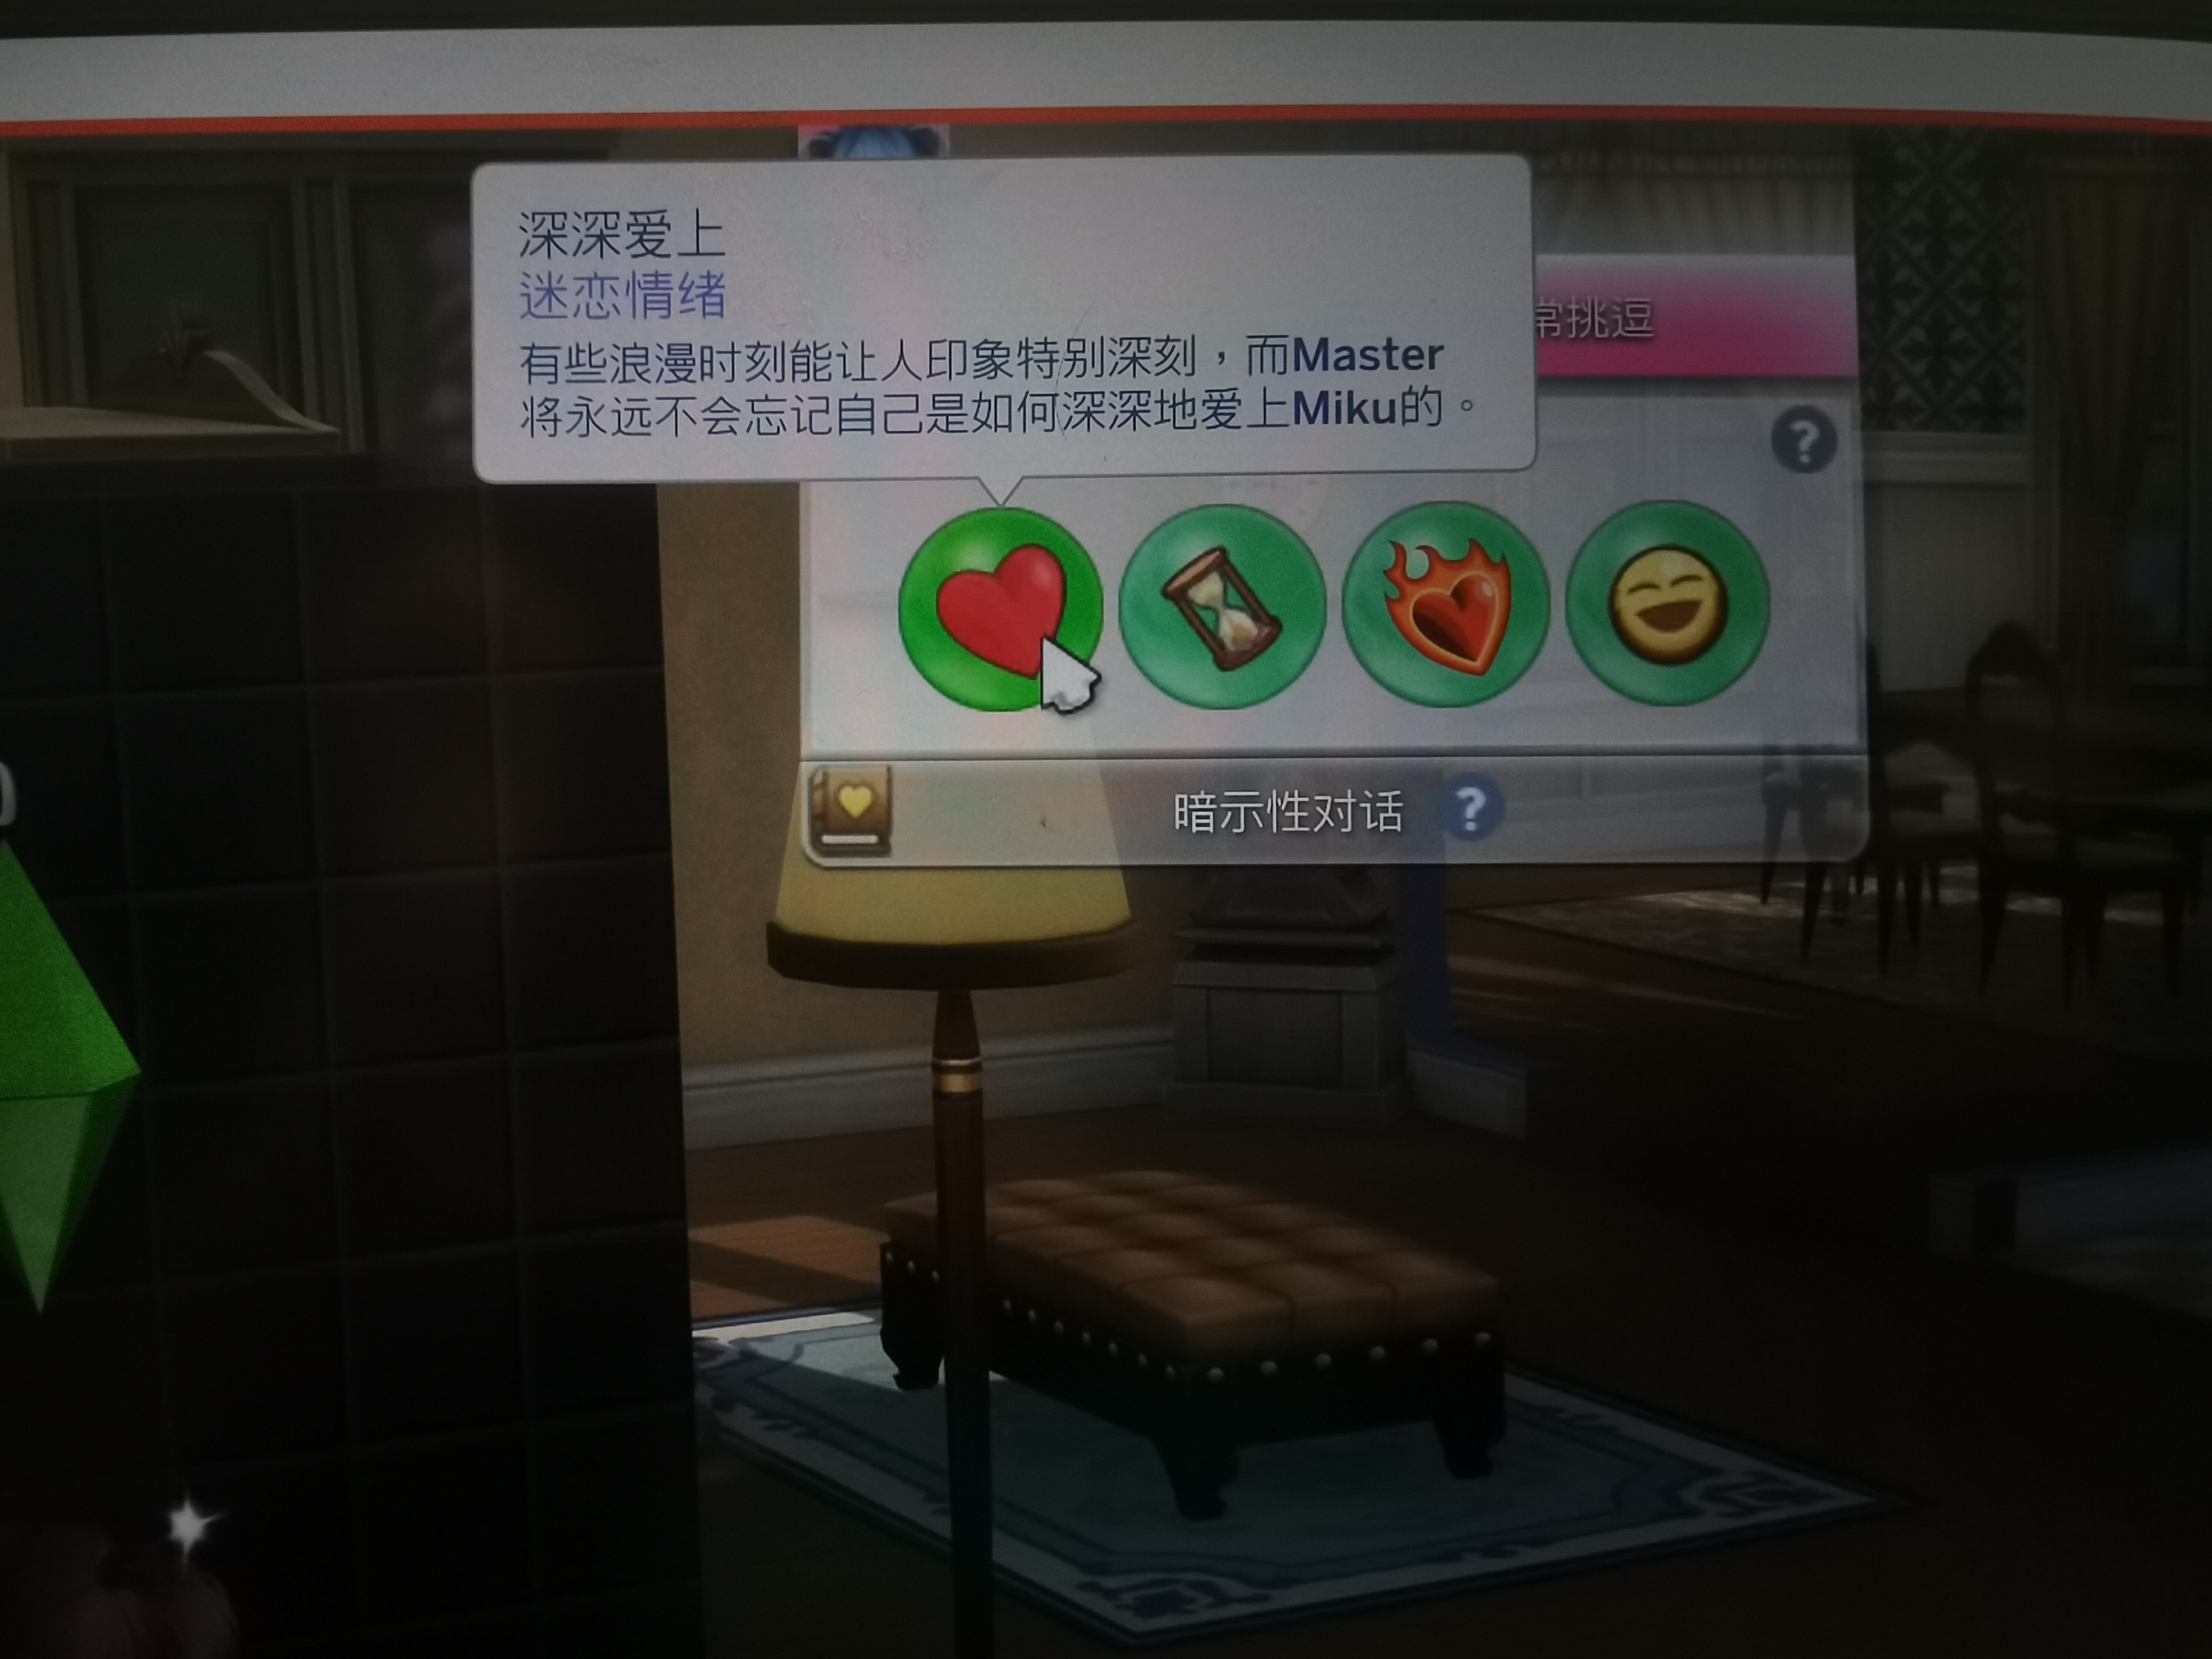 深深爱上
迷恋情绪
有些浪漫时刻能让人印象特别深刻，而Master
将永远不会忘记自己是如何深深地爱上Miku的。
常挑逗
?
暗示性对话 ?